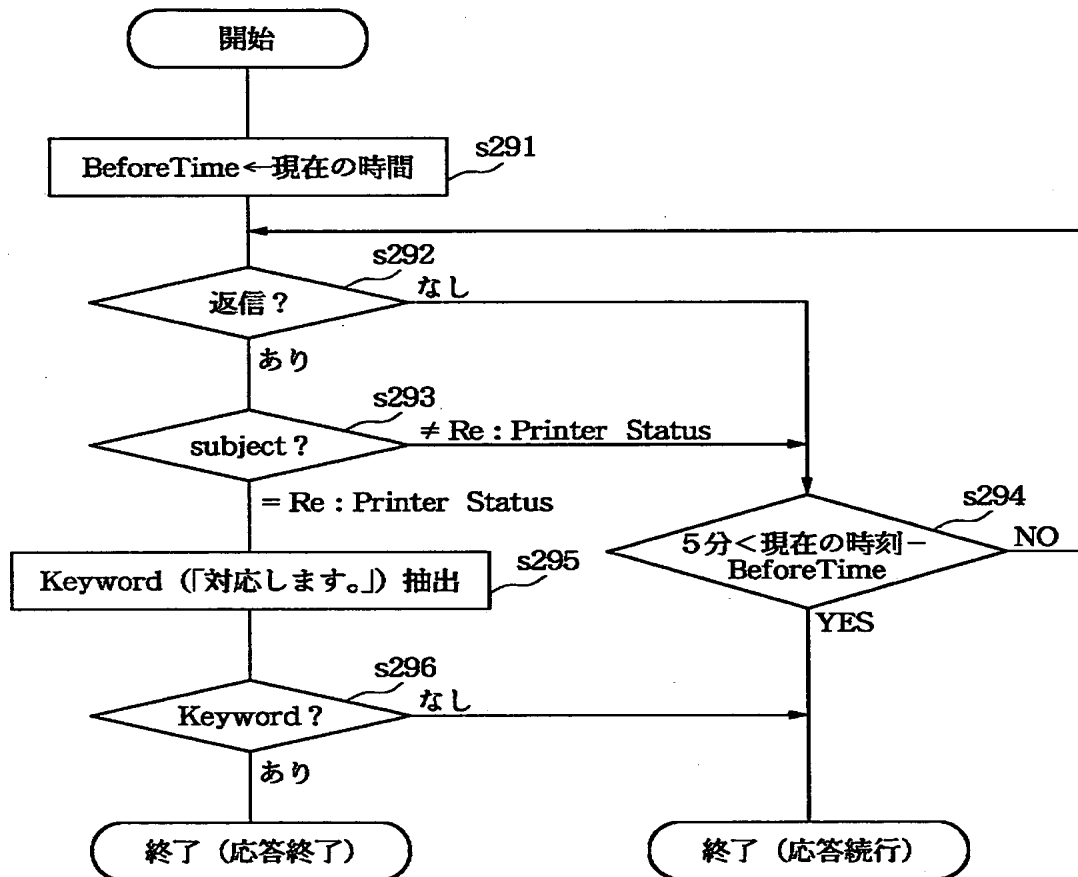 開始
s291
BeforeTime←現在の時間
s292
返信？
なし
あり
s293
subject？
≠ Re : Printer Status
= Re : Printer Status
s294
5分<現在の時刻−
BeforeTime
NO
YES
s295
Keyword（「対応します。」）抽出
s296
Keyword？
なし
あり
終了（応答終了）
終了（応答続行）